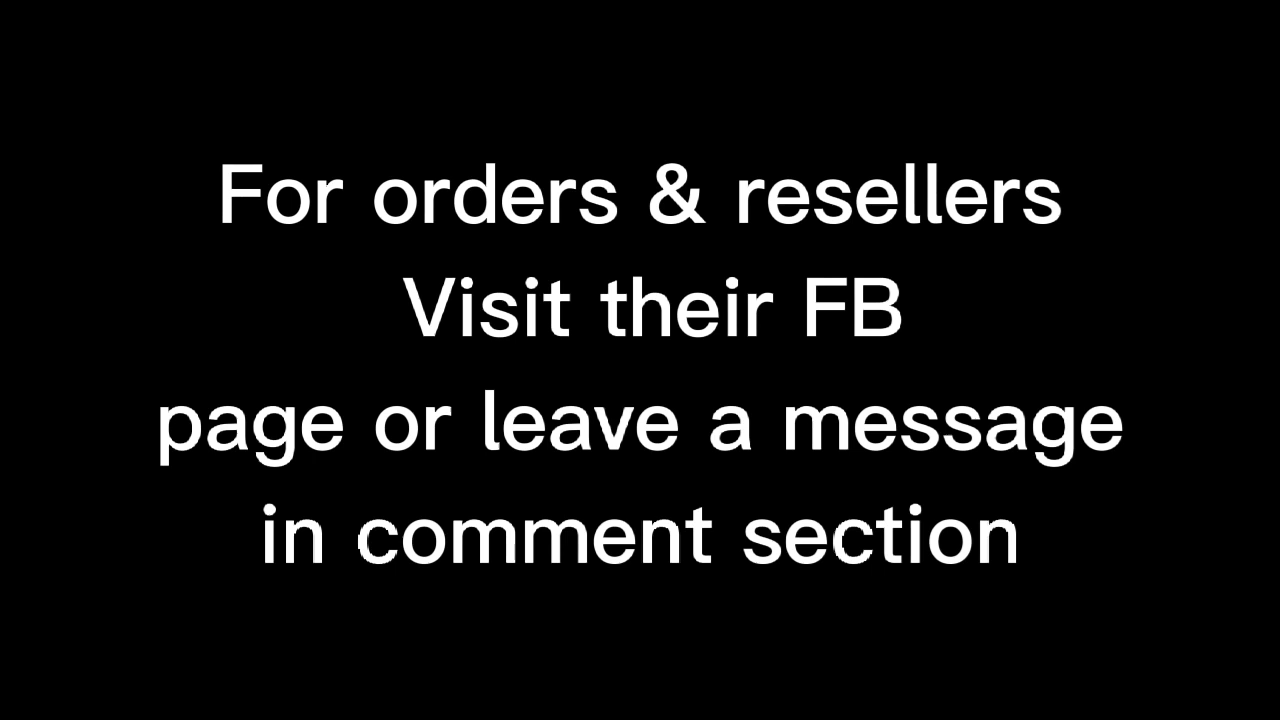 For orders & resellers
Visit their FB
page or leave a message
in comment section